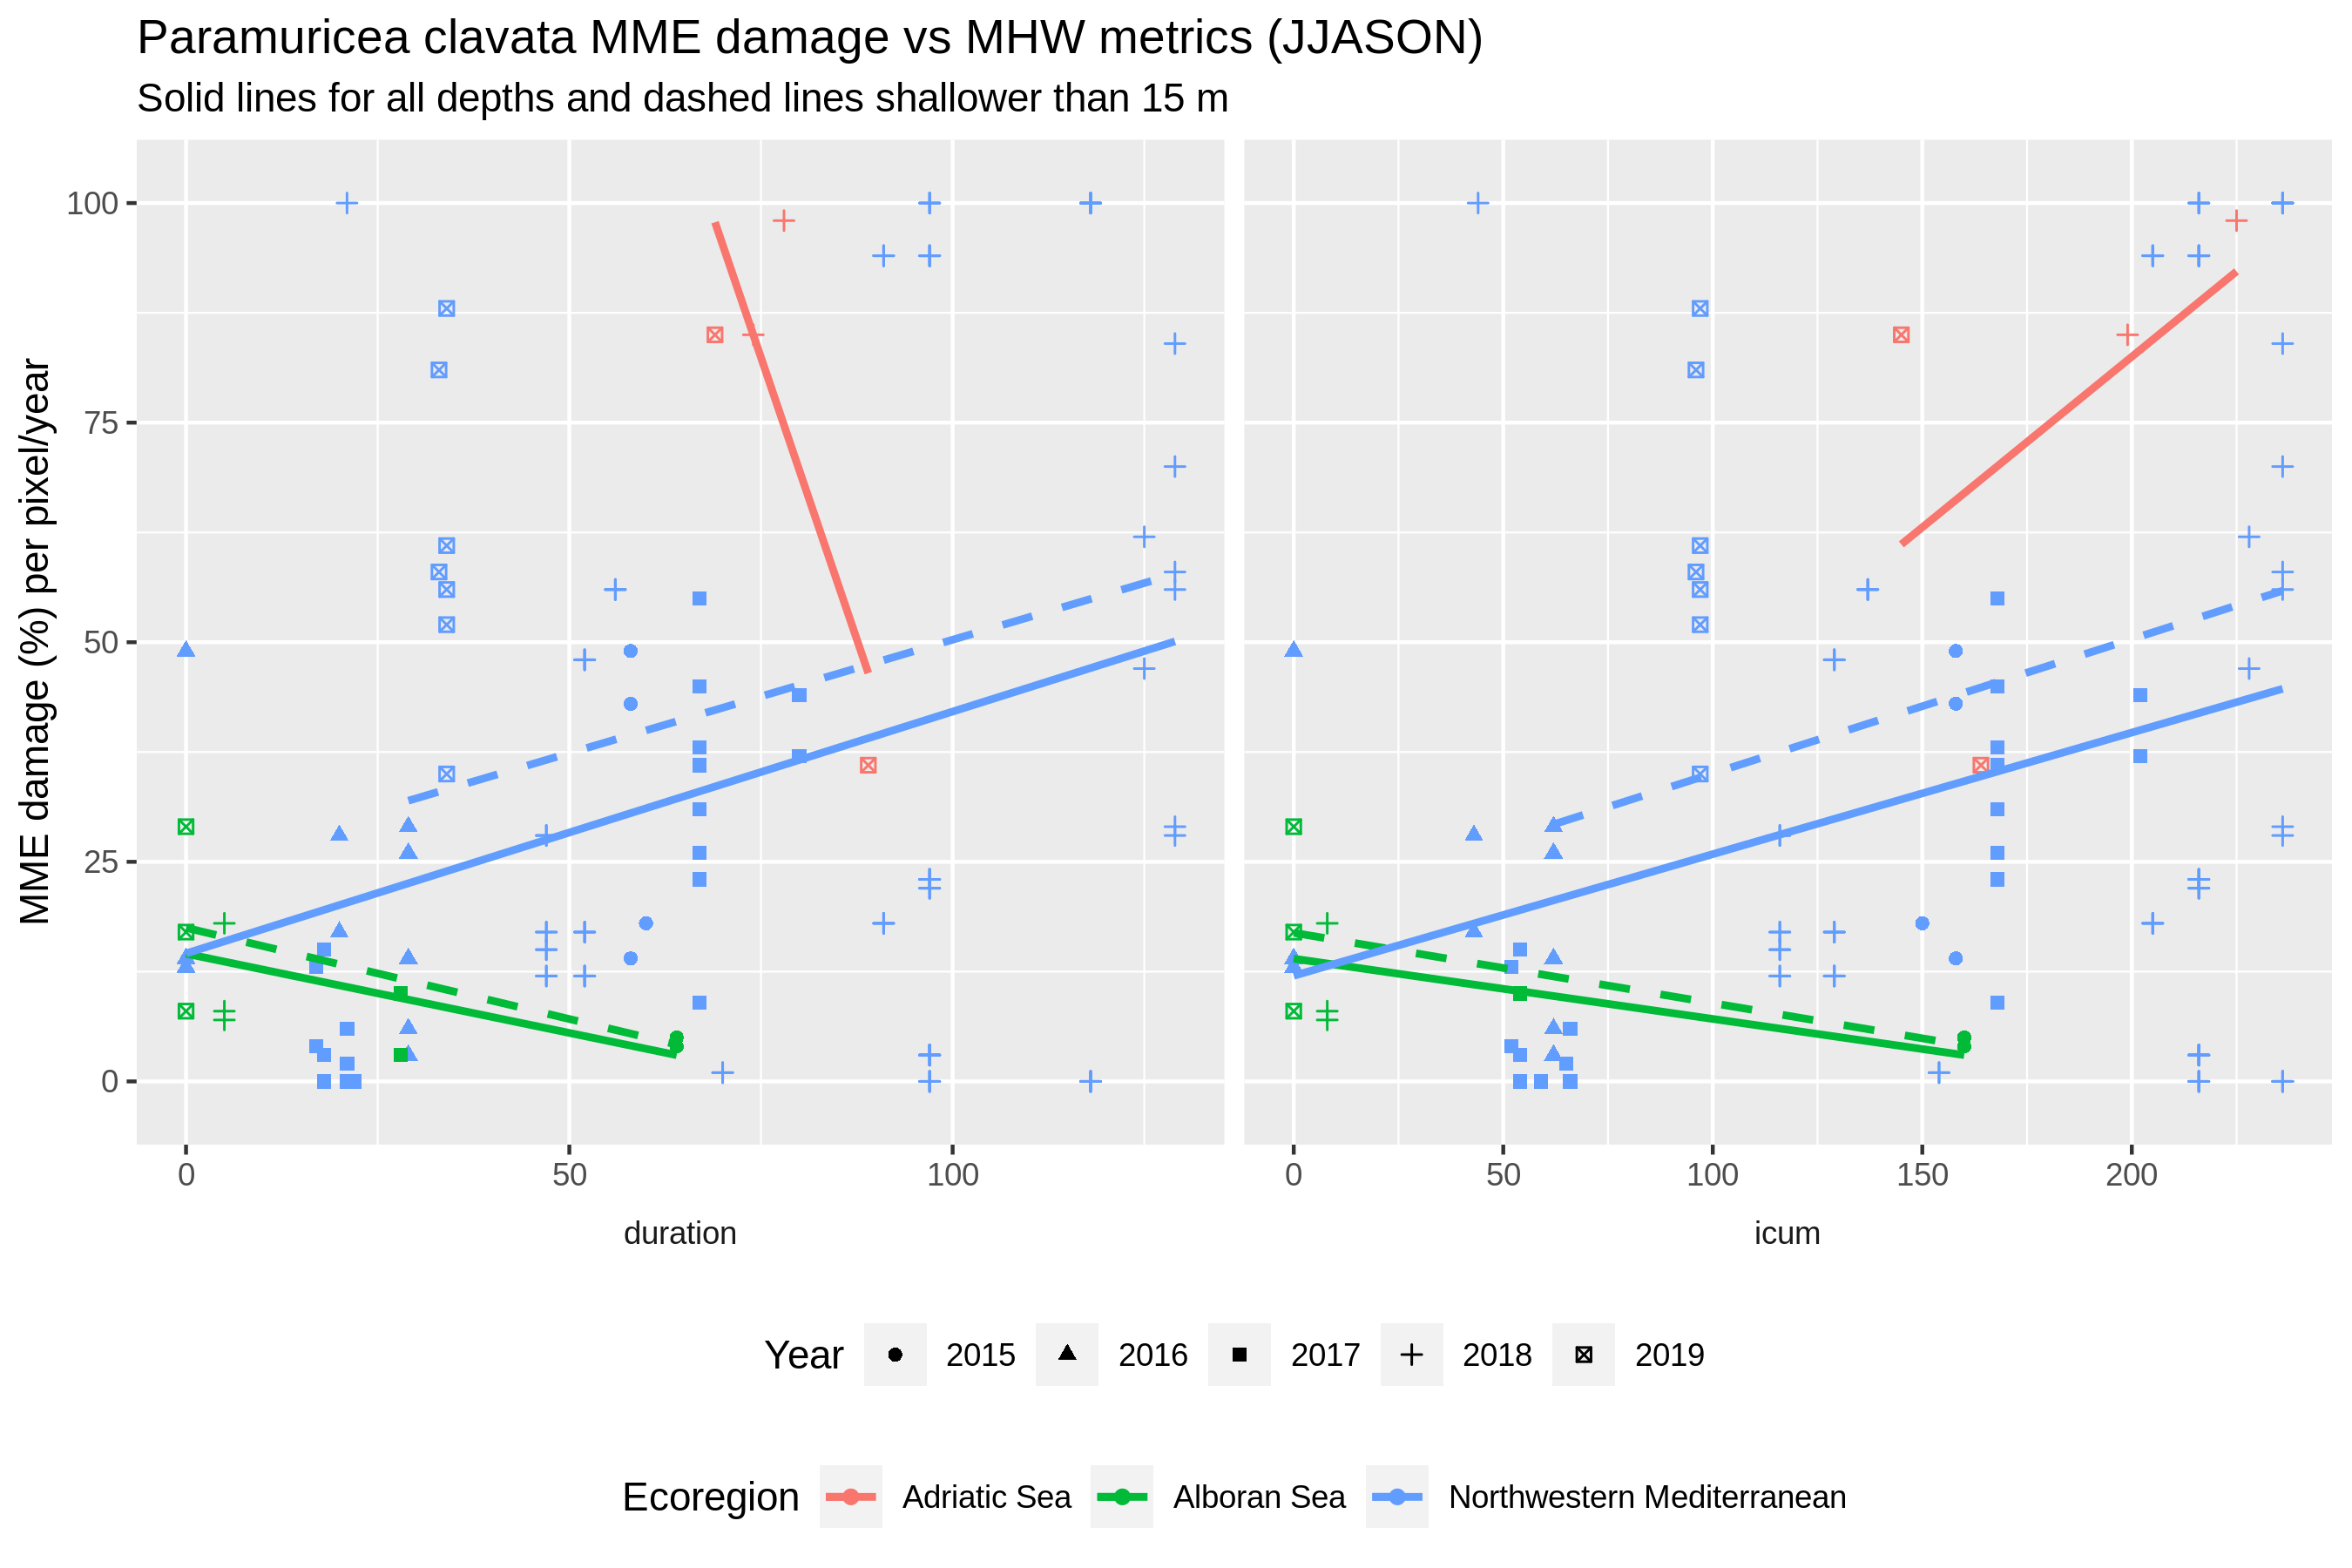 Paramuricea clavata MME damage vs MHW metrics (JJASON)
Solid lines for all depths and dashed lines shallower than 15 m
MME damage (%) per pixel/year
100
75
50
25
0
0 50 100
0 50 100 150 200
duration
icum
Year 2015 2016 2017 2018 2019
Ecoregion Adriatic Sea Alboran Sea Northwestern Mediterranean